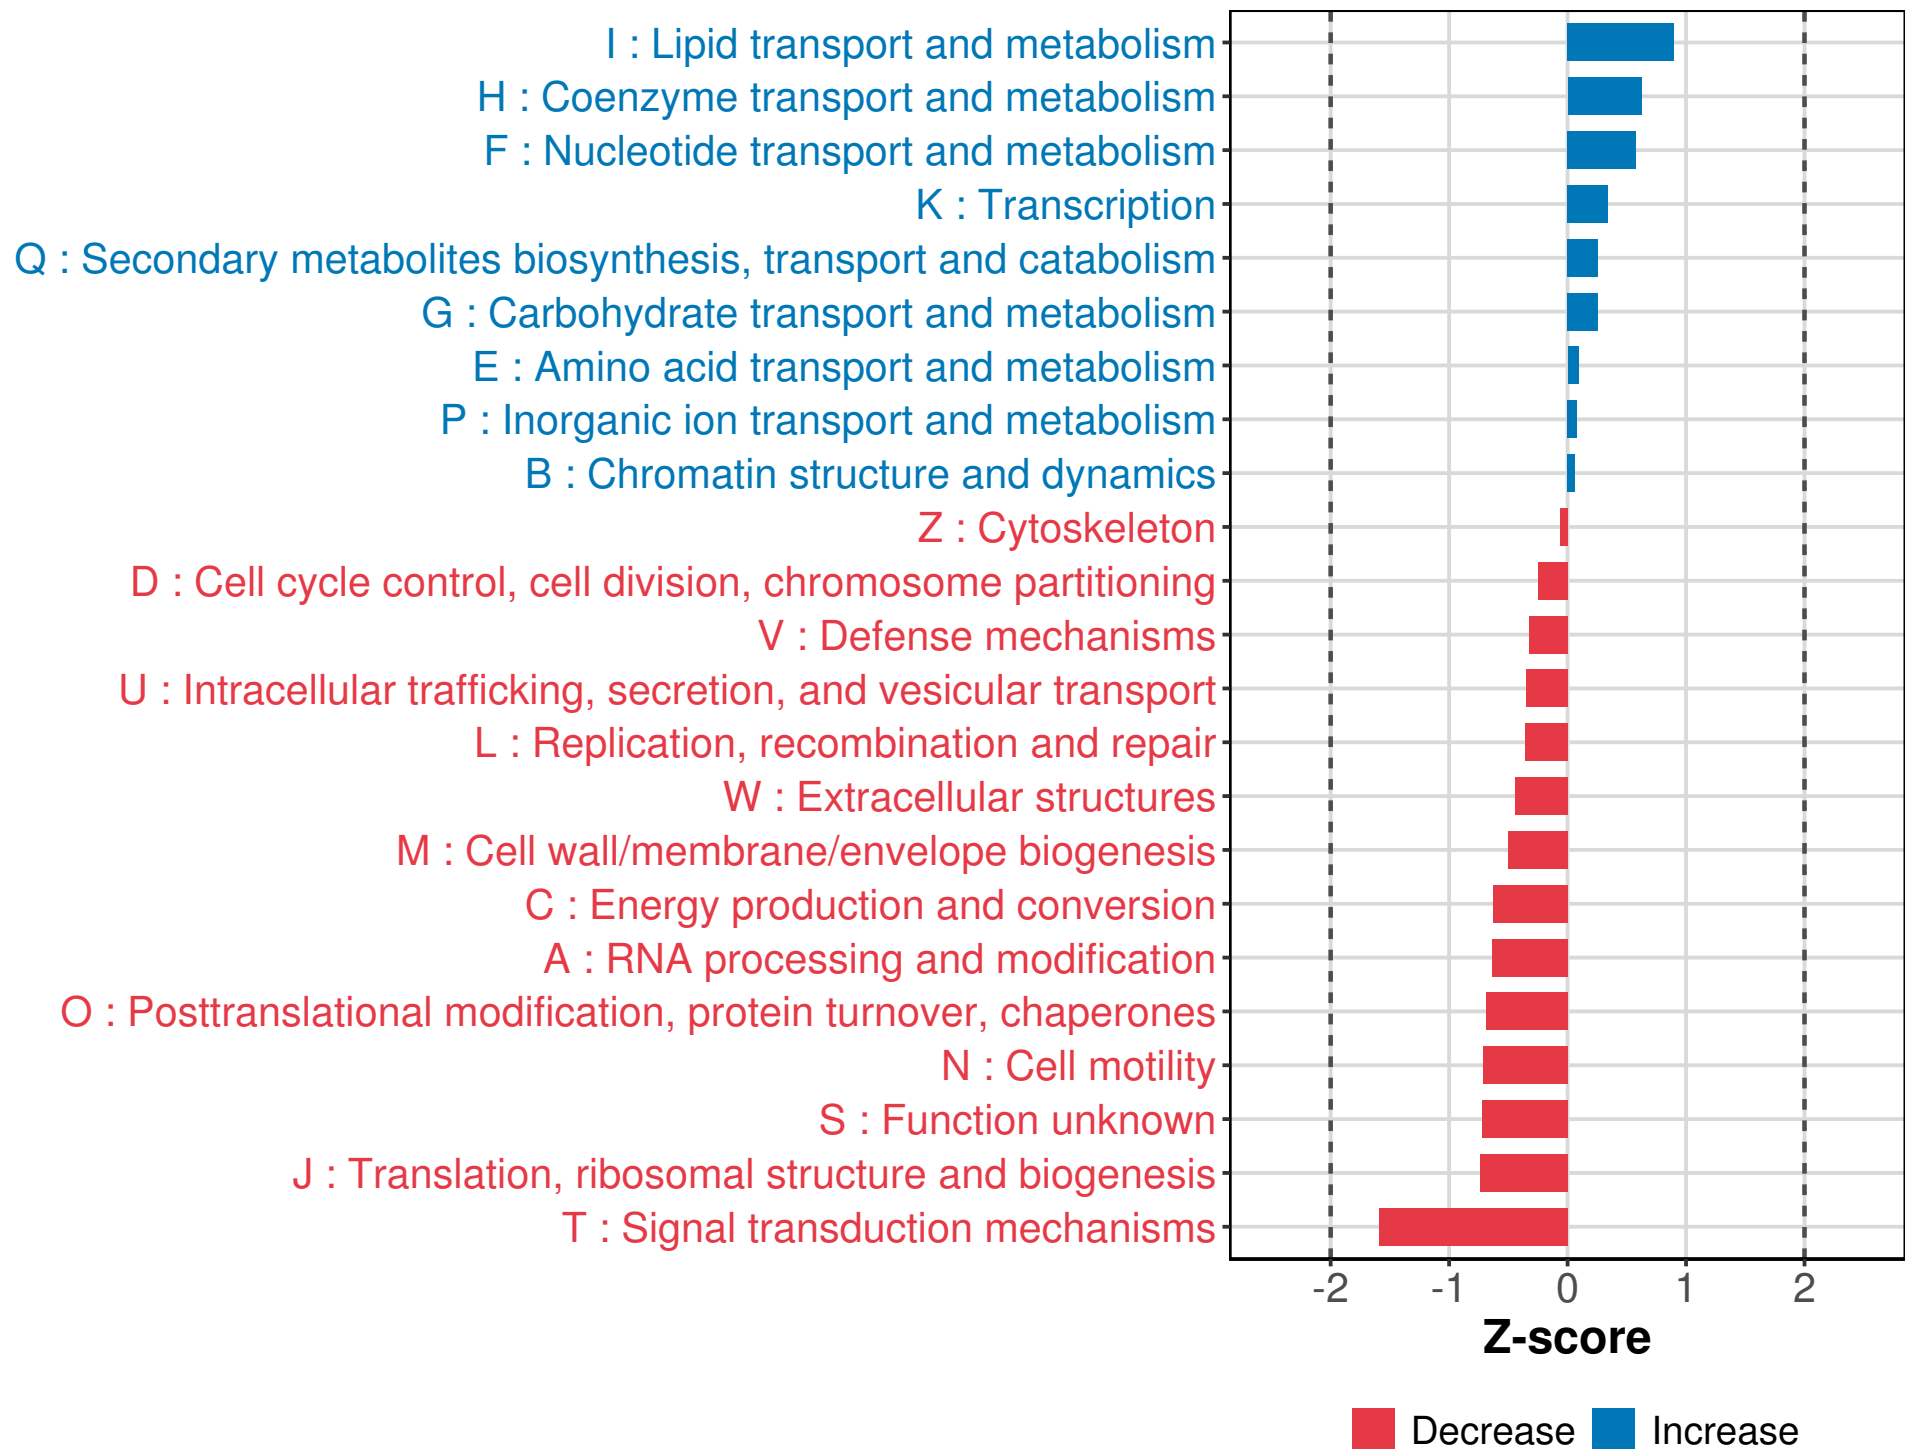 I : Lipid transport and metabolism
H : Coenzyme transport and metabolism
F : Nucleotide transport and metabolism
K : Transcription
Q : Secondary metabolites biosynthesis, transport and catabolism
G : Carbohydrate transport and metabolism
E : Amino acid transport and metabolism
P : Inorganic ion transport and metabolism
B : Chromatin structure and dynamics
Z : Cytoskeleton
D : Cell cycle control, cell division, chromosome partitioning
V : Defense mechanisms
U : Intracellular trafficking, secretion, and vesicular transport
L : Replication, recombination and repair
W : Extracellular structures
M : Cell wall/membrane/envelope biogenesis
C : Energy production and conversion
A : RNA processing and modification
O : Posttranslational modification, protein turnover, chaperones
N : Cell motility
S : Function unknown
J : Translation, ribosomal structure and biogenesis
T : Signal transduction mechanisms
-2 -1 0 1 2
Z-score
Decrease Increase